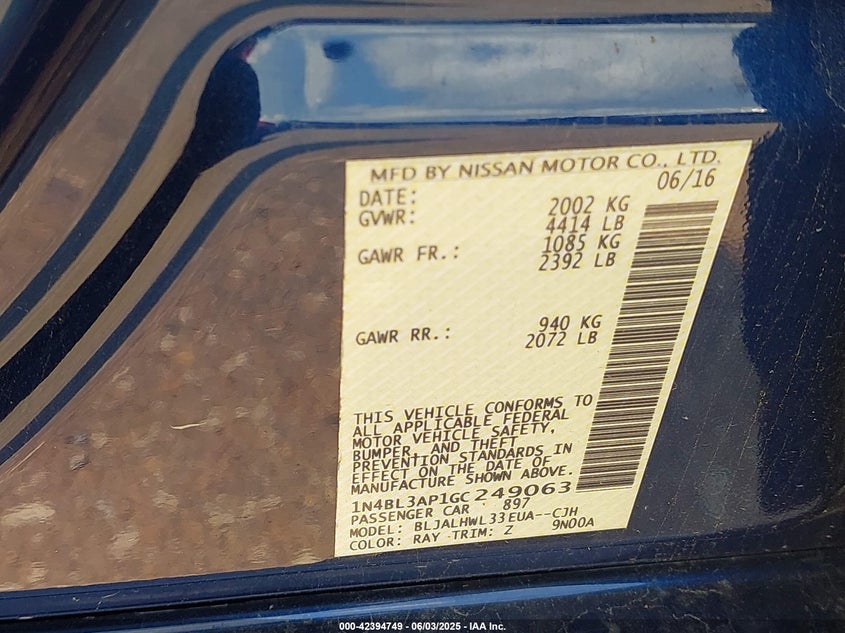 MFD BY NISSAN MOTOR CO., LTD.
DATE: 06/16
GVWR: 2002 KG
4414 LB
GAWR FR.: 1085 KG
2392 LB
GAWR RR.: 940 KG
2072 LB
THIS VEHICLE CONFORMS TO
ALL APPLICABLE FEDERAL
MOTOR VEHICLE SAFETY,
BUMPER, AND THEFT
PREVENTION STANDARDS IN
EFFECT ON THE DATE OF
MANUFACTURE SHOWN ABOVE.
1N4BL3AP1GC249063
PASSENGER CAR 897
MODEL: BLJALHWL33EUA--CJH
COLOR: RAY TRIM: Z 9N00A
000-42394749 - 06/03/2025 - IAA Inc.